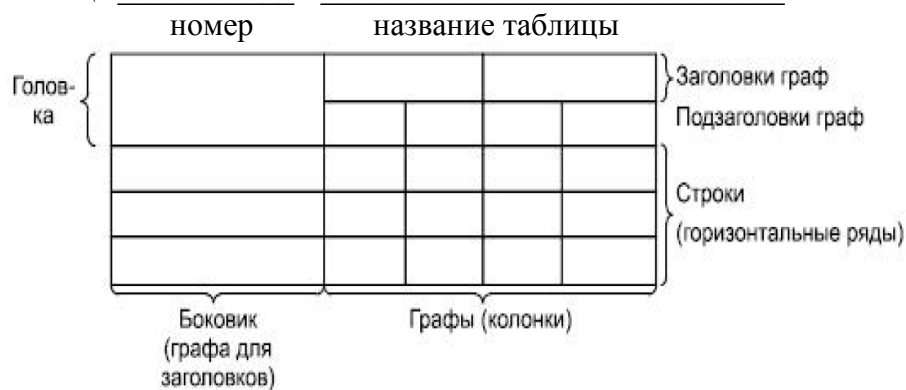 номер название таблицы
Голов-
ка
Заголовки граф
Подзаголовки граф
Строки
(горизонтальные ряды)
Боковик
(графа для
заголовков)
Графы (колонки)